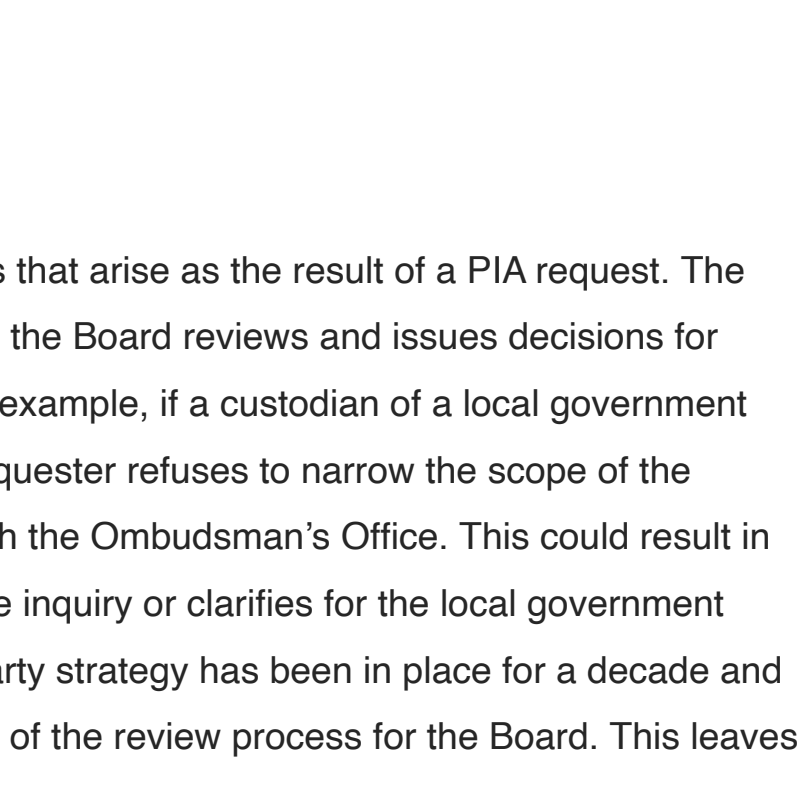 s that arise as the result of a PIA request. The
the Board reviews and issues decisions for
example, if a custodian of a local government
quester refuses to narrow the scope of the
h the Ombudsman’s Office. This could result in
e inquiry or clarifies for the local government
arty strategy has been in place for a decade and
of the review process for the Board. This leaves